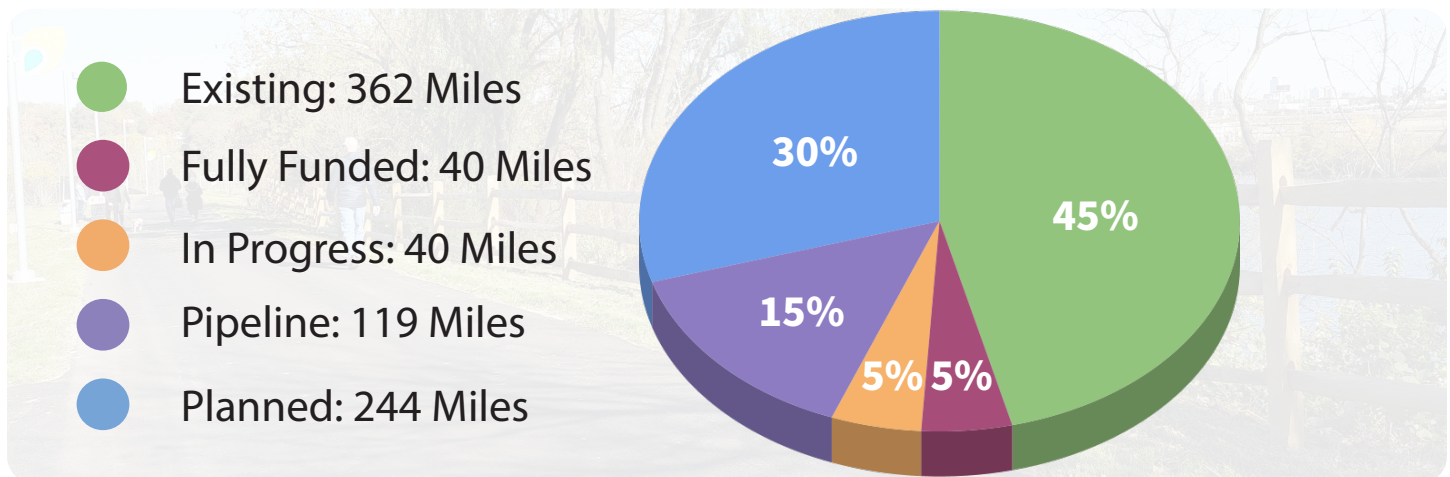 Existing: 362 Miles
Fully Funded: 40 Miles
In Progress: 40 Miles
Pipeline: 119 Miles
Planned: 244 Miles
30%
45%
15%
5%
5%